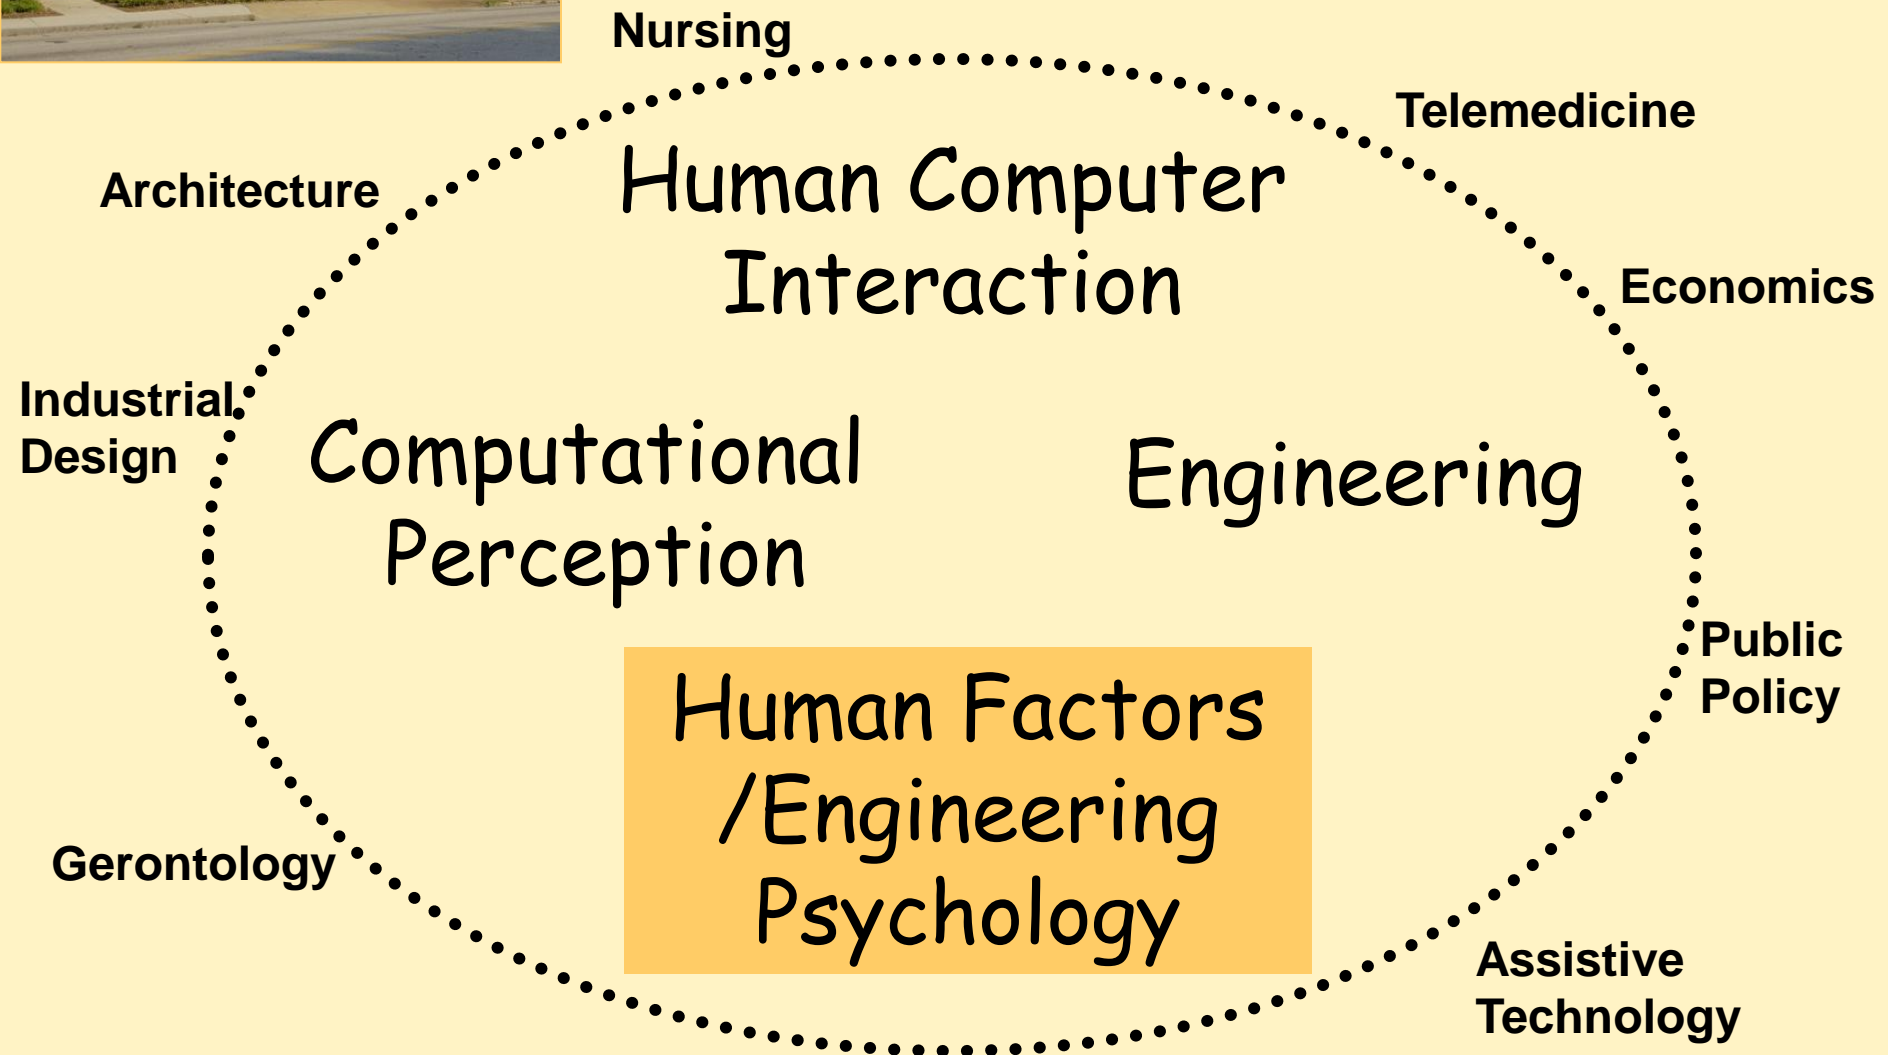 Nursing
Telemedicine
Architecture
Human Computer
Interaction
Economics
Industrial
Design
Computational
Perception
Engineering
Public
Policy
Human Factors
/Engineering
Psychology
Gerontology
Assistive
Technology